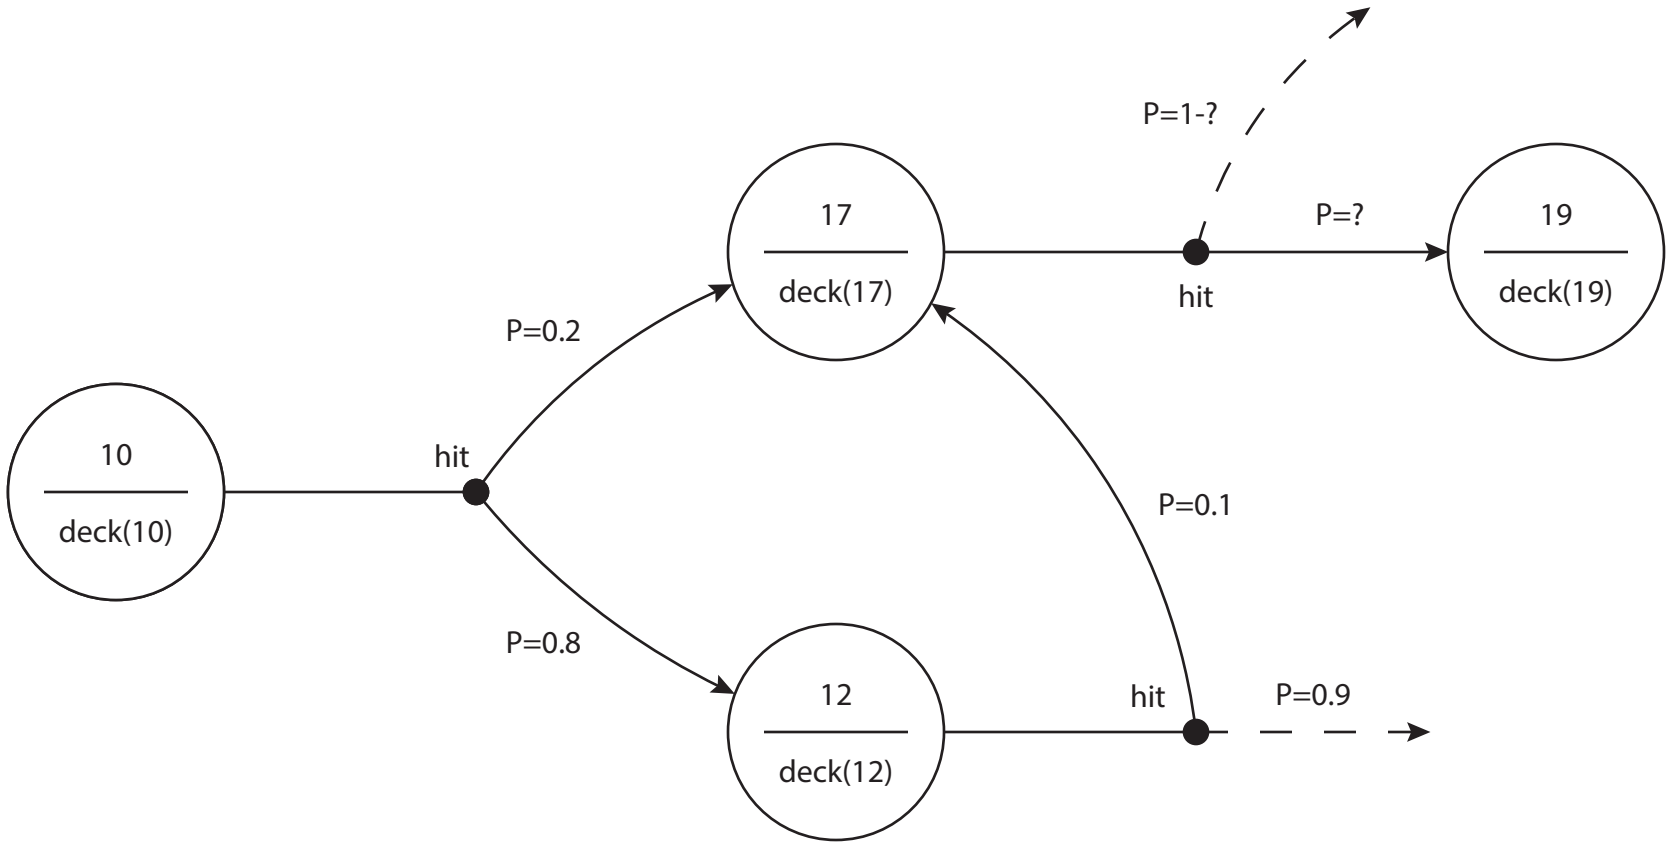 P=1-?
17
deck(17)
P=?
hit
19
deck(19)
P=0.2
10
deck(10)
hit
P=0.1
P=0.8
12
deck(12)
hit
P=0.9